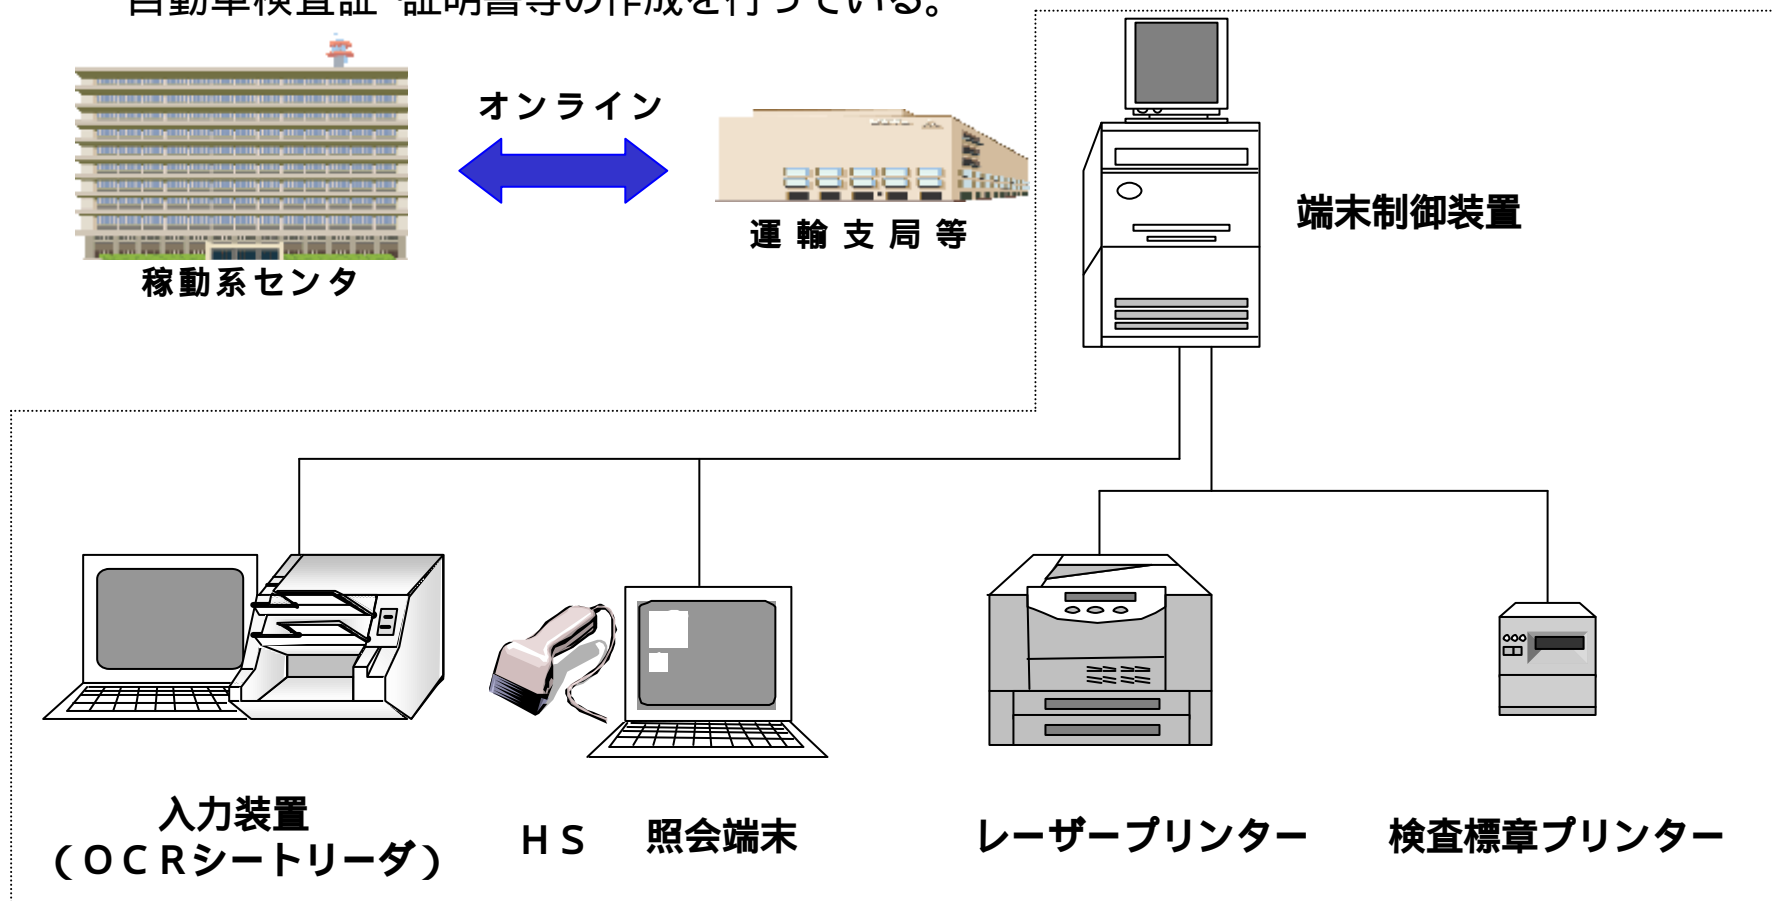 自動車検査証 証明書等の作成を行っている。
オンライン
運輸支局等
稼動系センタ
端末制御装置
入力装置
(OCRシートリーダ)
HS
照会端末
レーザープリンター
検査標章プリンター